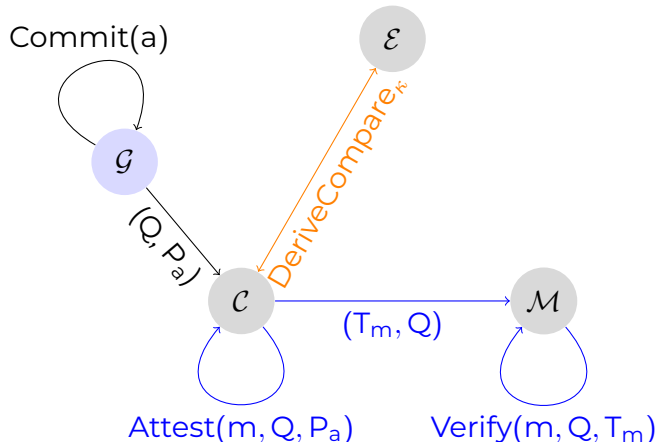 Commit(a)
ℰ
𝒢
DeriveCompare_κ
(Q, P_a)
𝒞
(T_m, Q)
ℳ
Attest(m, Q, P_a)
Verify(m, Q, T_m)